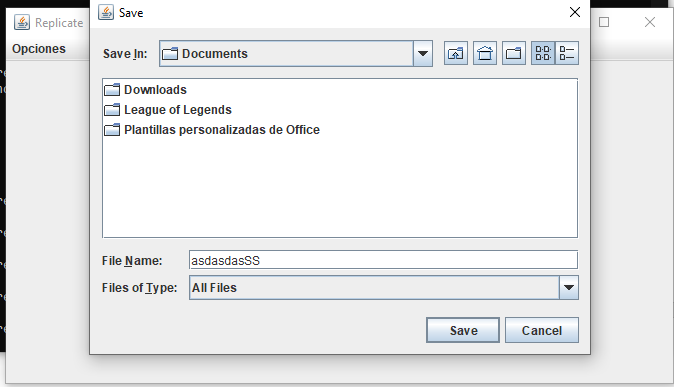 Replicate
Opciones
Save
Save In:
Documents
Downloads
League of Legends
Plantillas personalizadas de Office
File Name:
asdasdasSS
Files of Type:
All Files
Save
Cancel